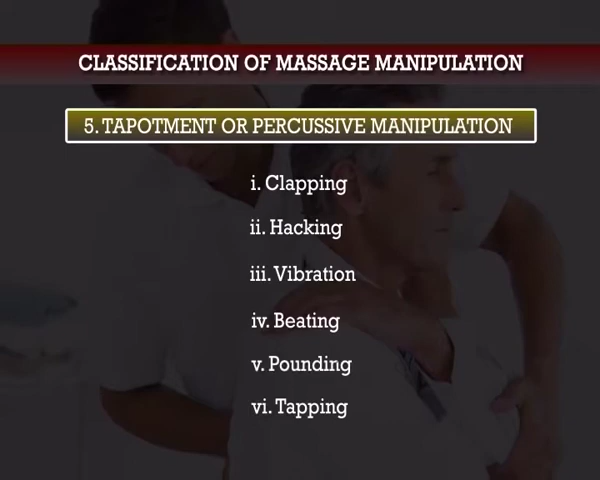 CLASSIFICATION OF MASSAGE MANIPULATION
5. TAPOTMENT OR PERCUSSIVE MANIPULATION
i. Clapping
ii. Hacking
iii. Vibration
iv. Beating
v. Pounding
vi. Tapping